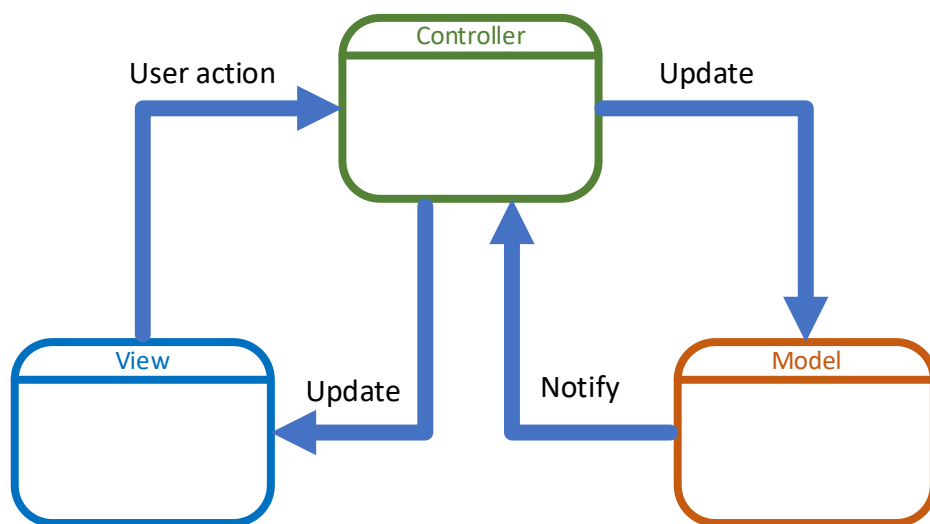 Controller
User action
Update
View
Update
Notify
Model